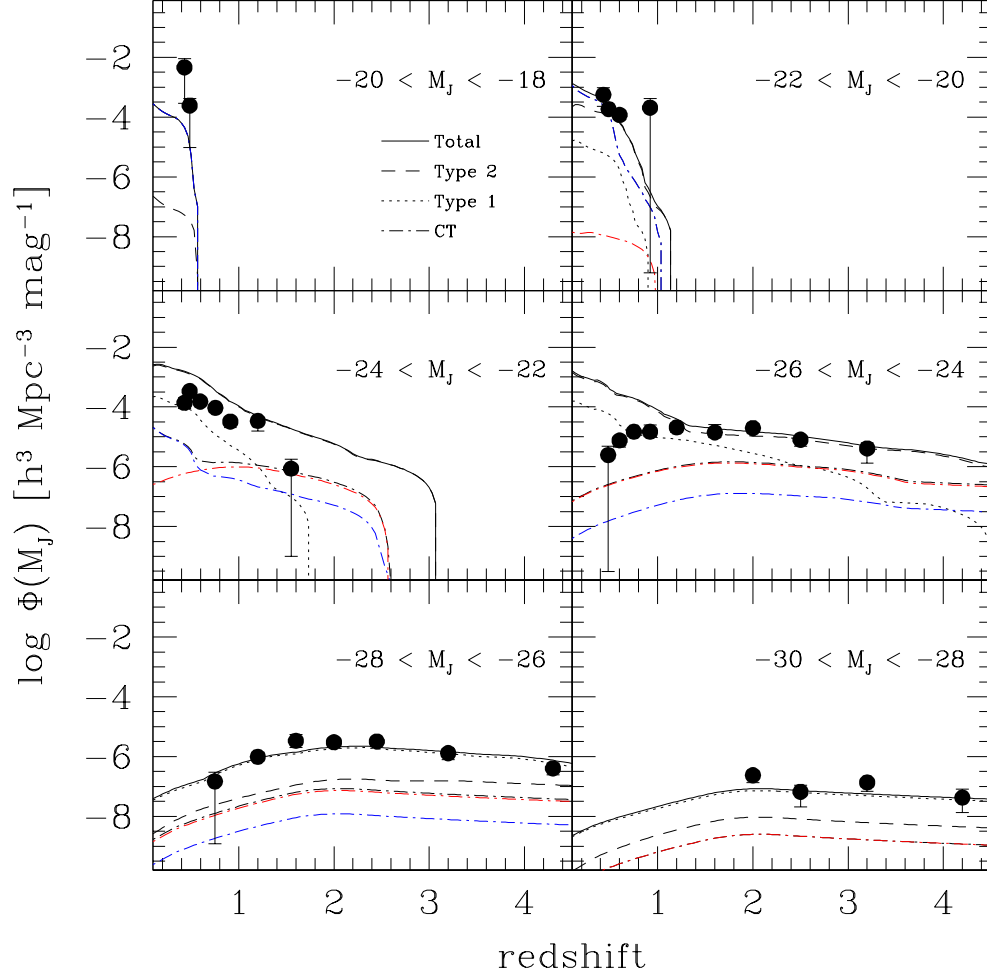 −20 < M_J < −18
−22 < M_J < −20
Total
Type 2
Type 1
CT
−2
−4
−6
−8
−24 < M_J < −22
−26 < M_J < −24
−2
−4
−6
−8
−28 < M_J < −26
−30 < M_J < −28
−2
−4
−6
−8
1 2 3 4 1 2 3 4
redshift
log Φ(M_J) [h³ Mpc⁻³ mag⁻¹]